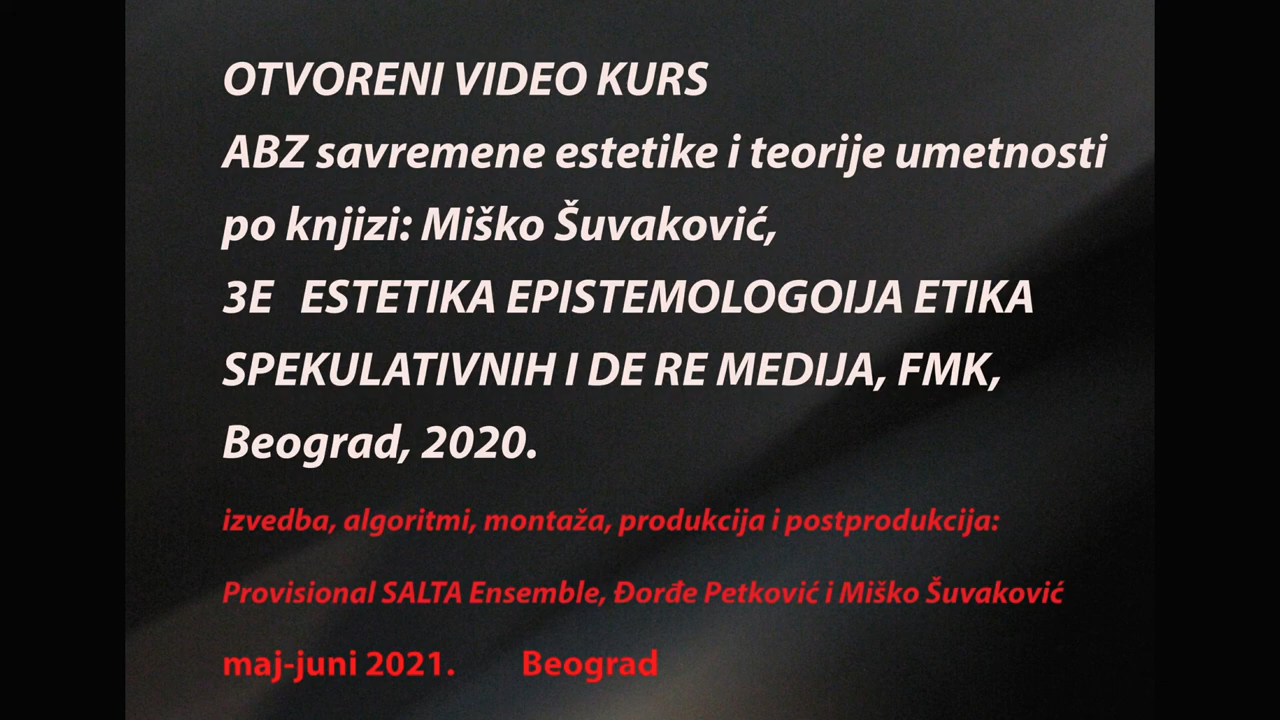 OTVORENI VIDEO KURS
ABZ savremene estetike i teorije umetnosti
po knjizi: Miško Šuvaković,
3E ESTETIKA EPISTEMOLOGOIJA ETIKA
SPEKULATIVNIH I DE RE MEDIJA, FMK,
Beograd, 2020.
izvedba, algoritmi, montaža, produkcija i postprodukcija:
Provisional SALTA Ensemble, Đorđe Petković i Miško Šuvaković
maj-juni 2021. Beograd